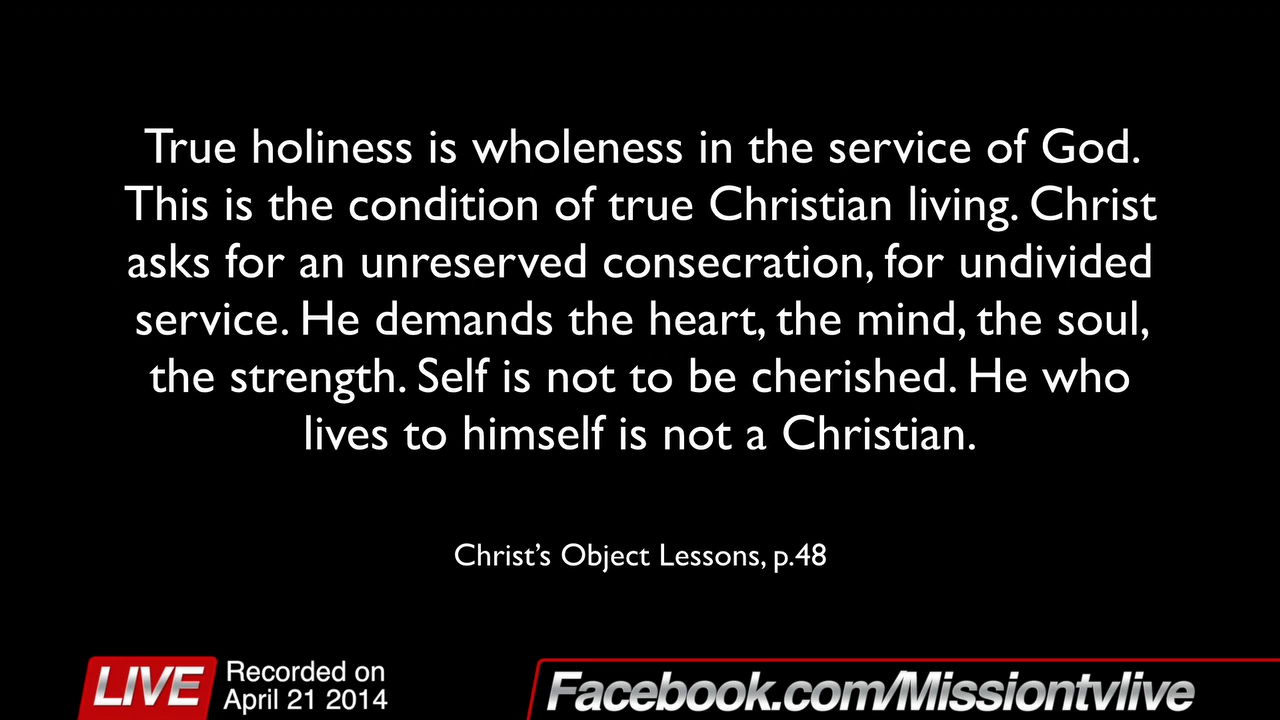 True holiness is wholeness in the service of God.
This is the condition of true Christian living. Christ
asks for an unreserved consecration, for undivided
service. He demands the heart, the mind, the soul,
the strength. Self is not to be cherished. He who
lives to himself is not a Christian.
Christ’s Object Lessons, p.48
LIVE
Recorded on
April 21 2014
Facebook.com/Missiontvlive